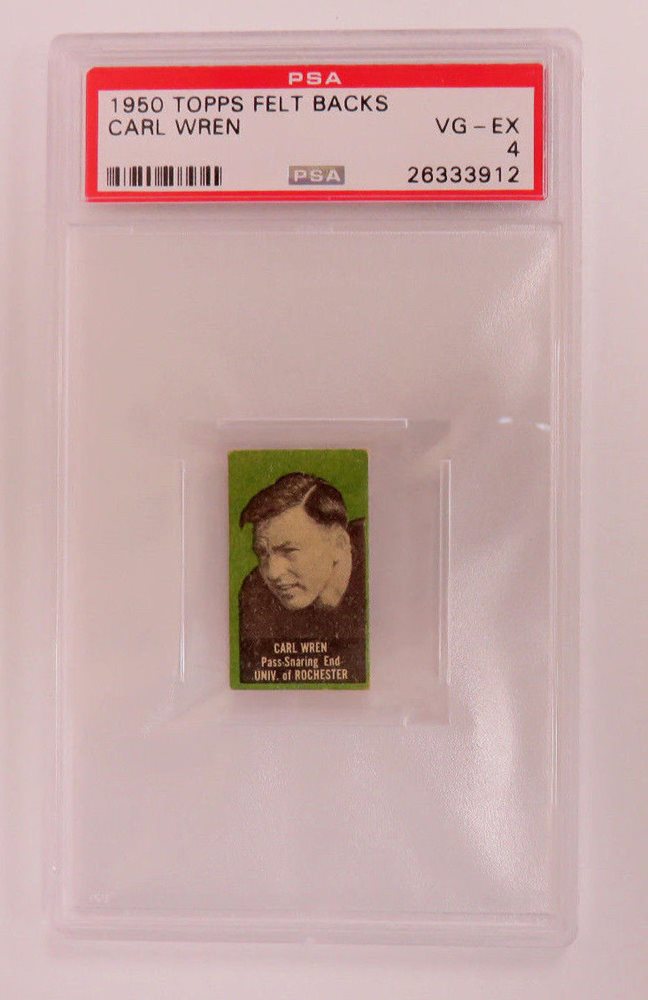 PSA
1950 TOPPS FELT BACKS
CARL WREN VG-EX
4
PSA 26333912
CARL WREN
Pass-Snaring End
UNIV. of ROCHESTER